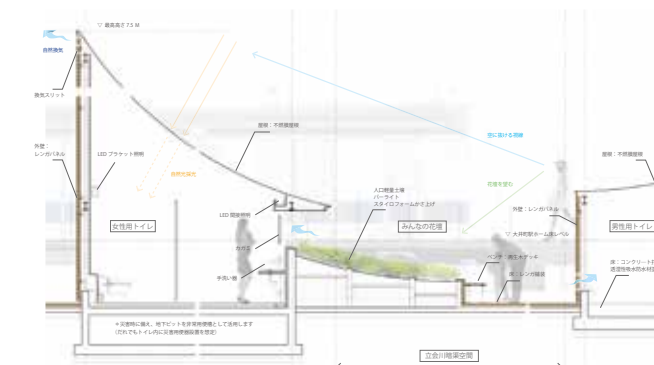 ▽ 最高高さ 7.5 M
自然換気
換気スリット
外壁：
レンガパネル
LED ブラケット照明
自然光採光
屋根：不燃膜屋根
空に抜ける視線
花壇を望む
屋根：不燃膜屋根
人口軽量土壌
パーライト
スタイロフォームかさ上げ
LED 間接照明
女性用トイレ
みんなの花壇
外壁：レンガパネル
▽ 大井町駅ホーム階レベル
男性用トイレ
カガミ
手洗い器
ベンチ：再生木デッキ
床：レンガ舗装
床：コンクリート打
＊災害時に備え、地下ピットを非常用便槽として活用します
（だれでもトイレ内に災害用便器設置を想定）
立会川暗渠空間